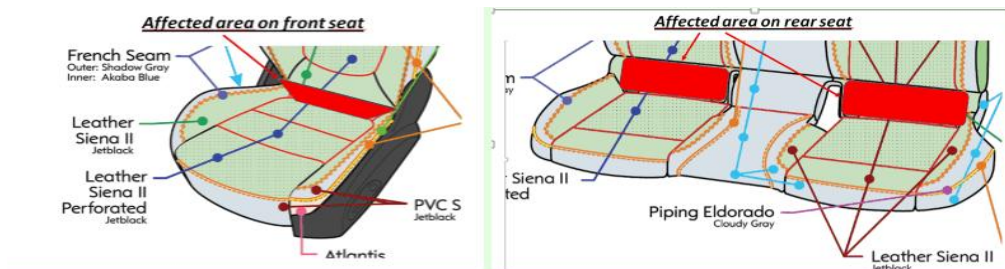 Affected area on front seat
French Seam
Outer: Shadow Gray
Inner: Akaba Blue
Leather
Siena II
Jetblack
Leather
Siena II
Perforated
Jetblack
PVC S
Jetblack
Atlantis
Affected area on rear seat
Siena II
Piping Eldorado
Cloudy Gray
Leather Siena II
Jetblack